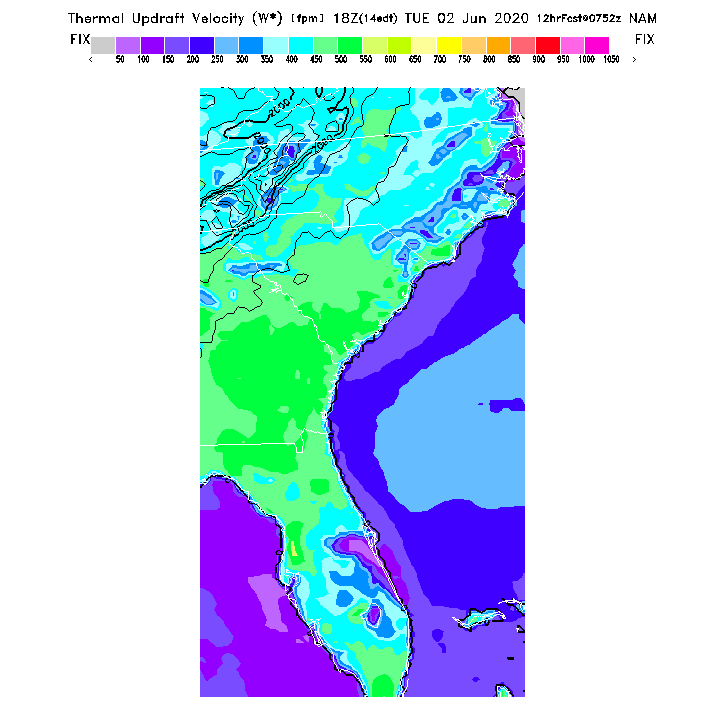 Thermal Updraft Velocity (W*) [fpm] 18Z(14edt) TUE 02 Jun 2020 12hrFcst@0752z NAM
FIX FIX
< 50 100 150 200 250 300 350 400 450 500 550 600 650 700 750 800 850 900 950 1000 1050 >
2000